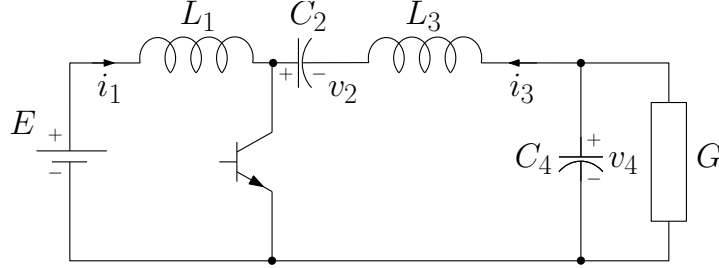 L1 C2 L3
+ −
i1 v2 i3
E + + G
C4 v4
− −